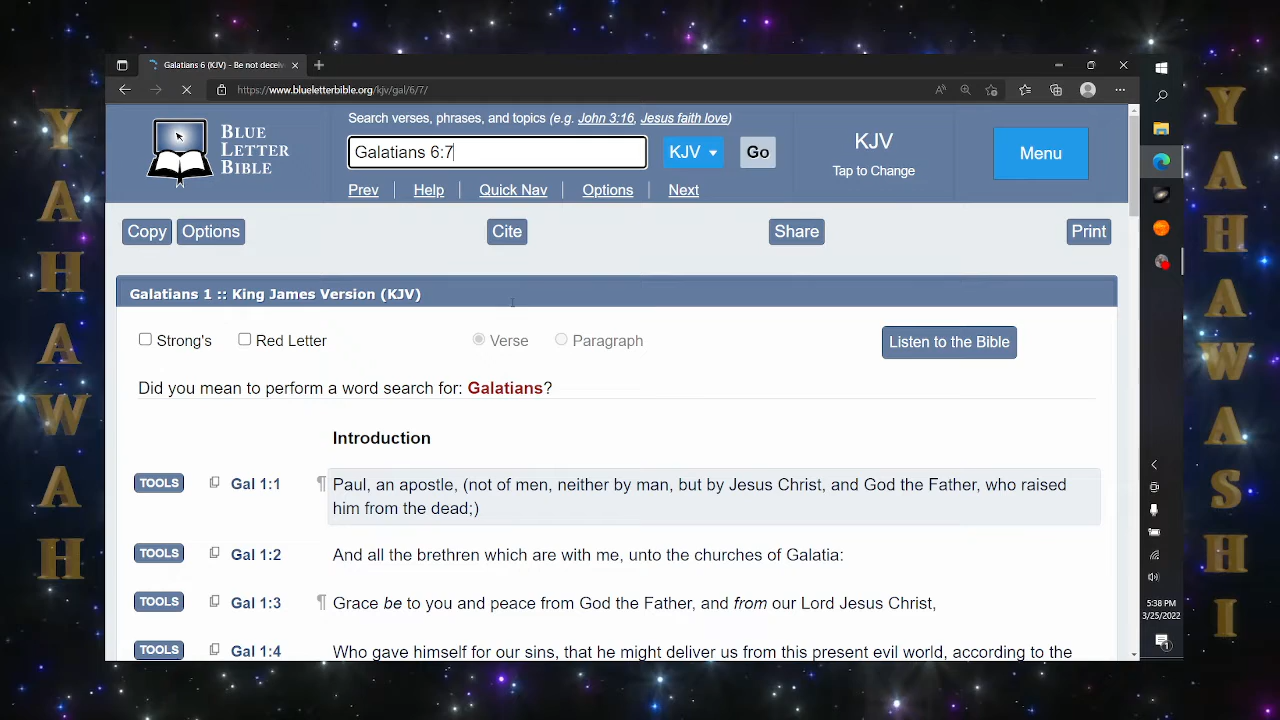 Galatians 6 (KJV) - Be not decei
https://www.blueletterbible.org/kjv/gal/6/7/
BLUE
LETTER
BIBLE
Search verses, phrases, and topics (e.g. John 3:16, Jesus faith love)
Galatians 6:7
KJV
Go
Prev
Help
Quick Nav
Options
Next
KJV
Tap to Change
Menu
Copy
Options
Cite
Share
Print
Galatians 1 :: King James Version (KJV)
Strong's
Red Letter
Verse
Paragraph
Listen to the Bible
Did you mean to perform a word search for: Galatians?
Introduction
TOOLS
Gal 1:1
¶ Paul, an apostle, (not of men, neither by man, but by Jesus Christ, and God the Father, who raised
him from the dead;)
TOOLS
Gal 1:2
And all the brethren which are with me, unto the churches of Galatia:
TOOLS
Gal 1:3
¶ Grace be to you and peace from God the Father, and from our Lord Jesus Christ,
TOOLS
Gal 1:4
Who gave himself for our sins, that he might deliver us from this present evil world, according to the
5:38 PM
3/25/2022
1
YAHAWAH
YAHAWASHI